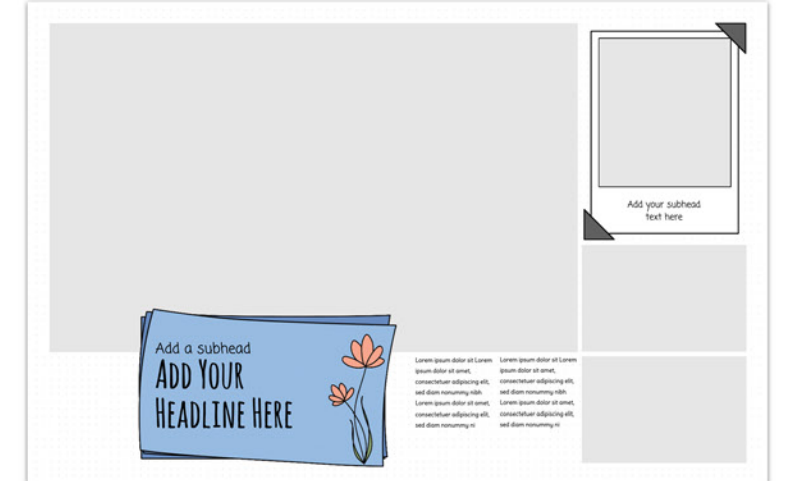 Add your subhead
text here
Add a subhead
Add Your
Headline Here
Lorem ipsum dolor sit Lorem
ipsum dolor sit amet,
consectetuer adipiscing elit,
sed diam nonummy nibh
Lorem ipsum dolor sit amet,
consectetuer adipiscing elit,
sed diam nonummy ni
Lorem ipsum dolor sit Lorem
ipsum dolor sit amet,
consectetuer adipiscing elit,
sed diam nonummy nibh
Lorem ipsum dolor sit amet,
consectetuer adipiscing elit,
sed diam nonummy ni